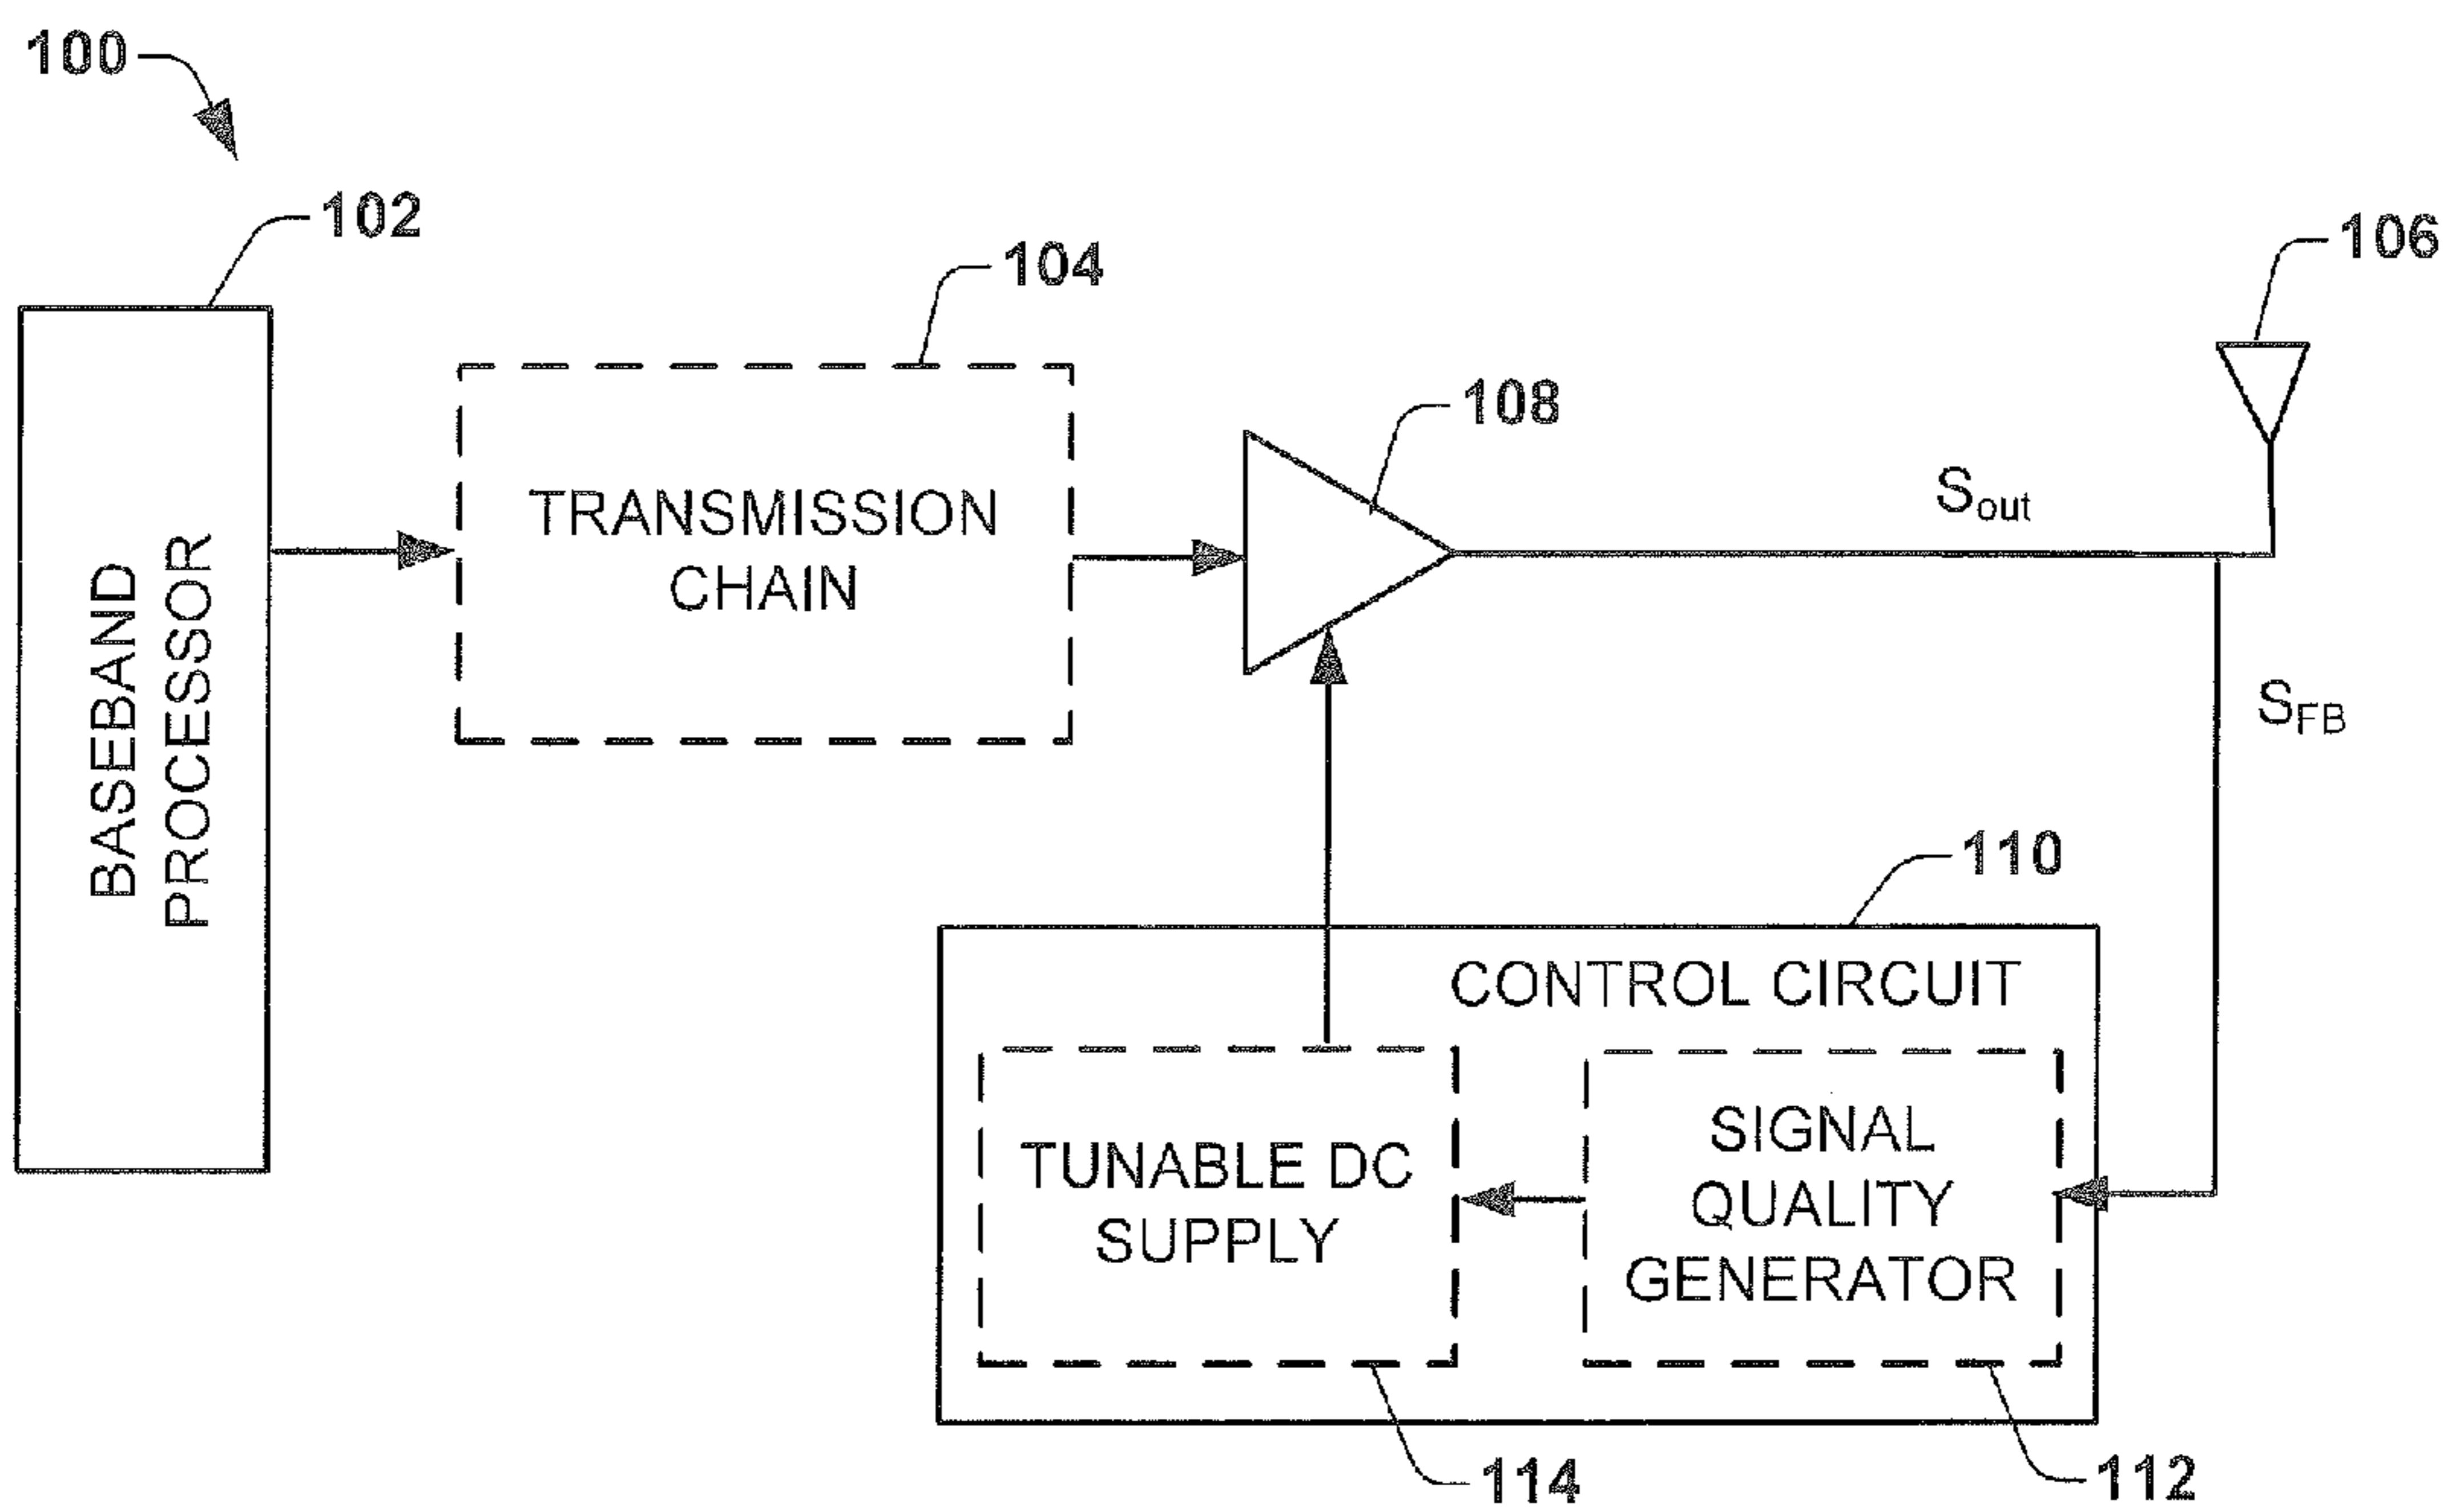 100
102
104
106
108
TRANSMISSION
CHAIN
Sout
BASEBAND
PROCESSOR
SFB
110
CONTROL CIRCUIT
TUNABLE DC
SUPPLY
SIGNAL
QUALITY
GENERATOR
114
112